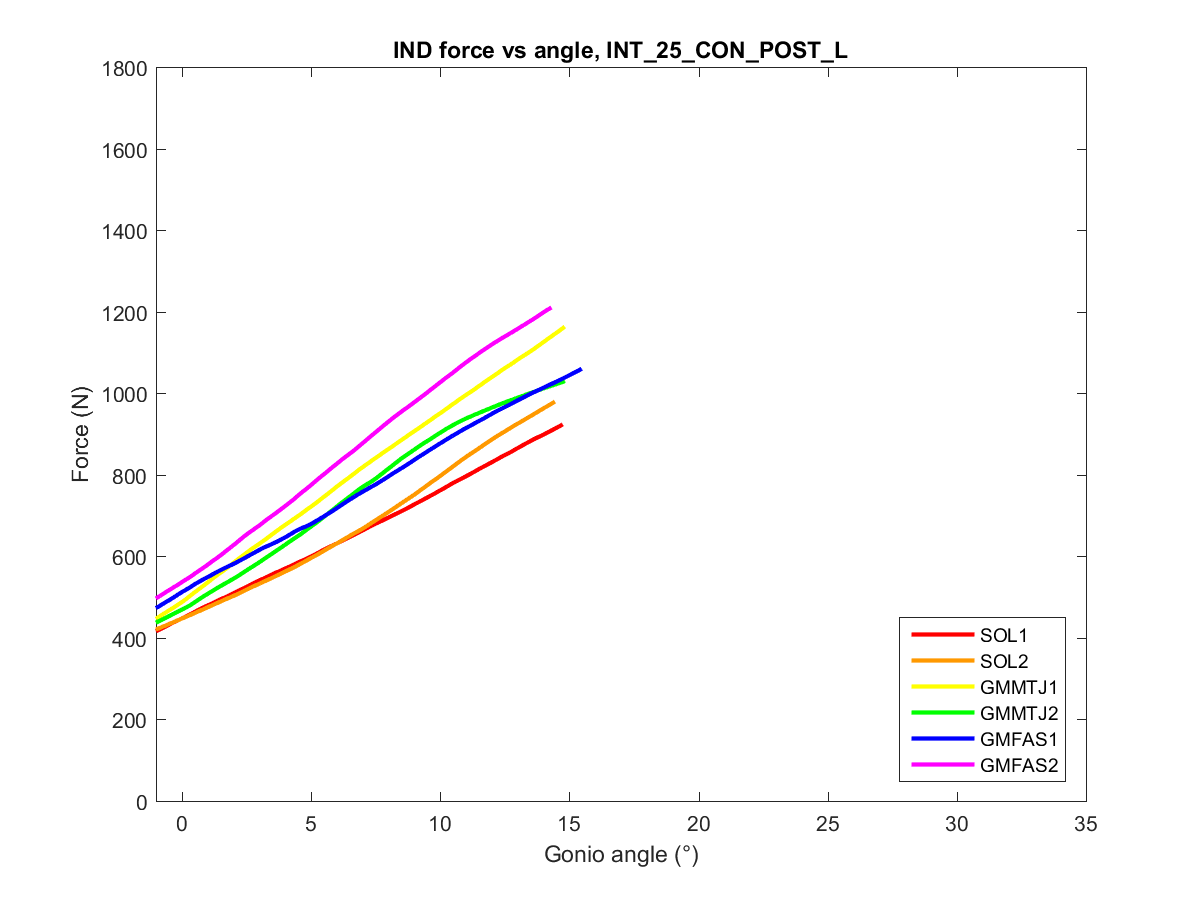 IND force vs angle, INT_25_CON_POST_L
1800
1600
1400
1200
1000
800
600
400
200
0
Force (N)
0 5 10 15 20 25 30 35
Gonio angle (°)
SOL1
SOL2
GMMTJ1
GMMTJ2
GMFAS1
GMFAS2